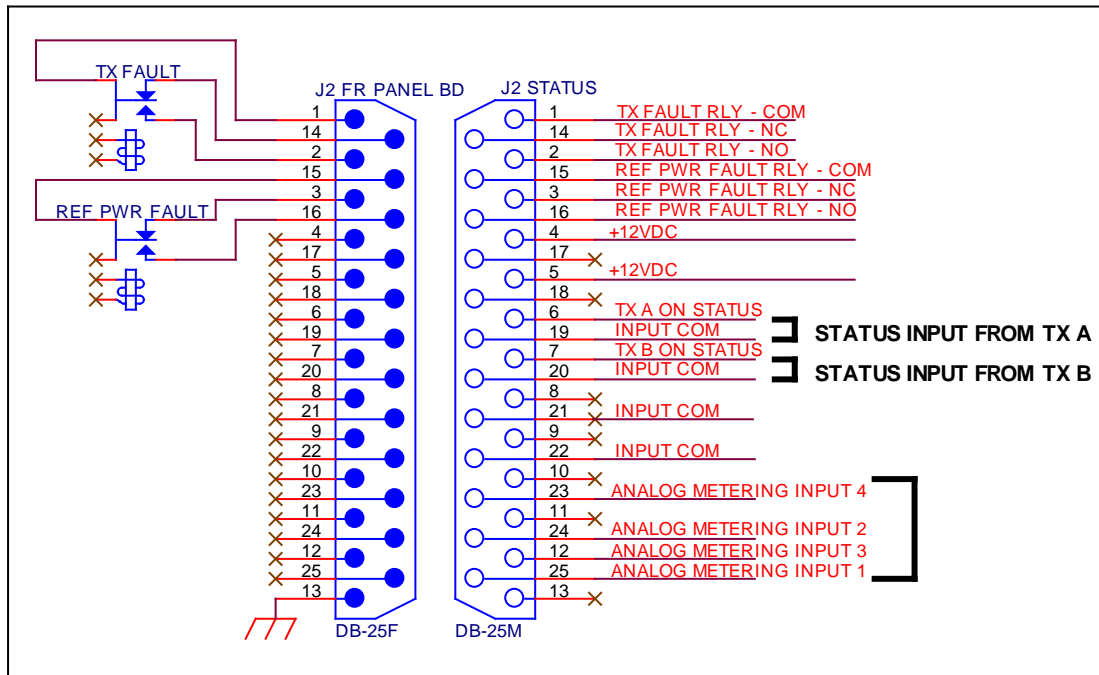 TX FAULT
REF PWR FAULT
J2 FR PANEL BD
1
14
2
15
3
16
4
17
5
18
6
19
7
20
8
21
9
22
10
23
11
24
12
25
13
DB-25F
J2 STATUS
1 TX FAULT RLY - COM
14 TX FAULT RLY - NC
2 TX FAULT RLY - NO
15 REF PWR FAULT RLY - COM
3 REF PWR FAULT RLY - NC
16 REF PWR FAULT RLY - NO
4 +12VDC
17
5 +12VDC
18
6 TX A ON STATUS
19 INPUT COM
7 TX B ON STATUS
20 INPUT COM
8
21 INPUT COM
9
22 INPUT COM
10
23 ANALOG METERING INPUT 4
11
24 ANALOG METERING INPUT 2
12 ANALOG METERING INPUT 3
25 ANALOG METERING INPUT 1
13
DB-25M
STATUS INPUT FROM TX A
STATUS INPUT FROM TX B